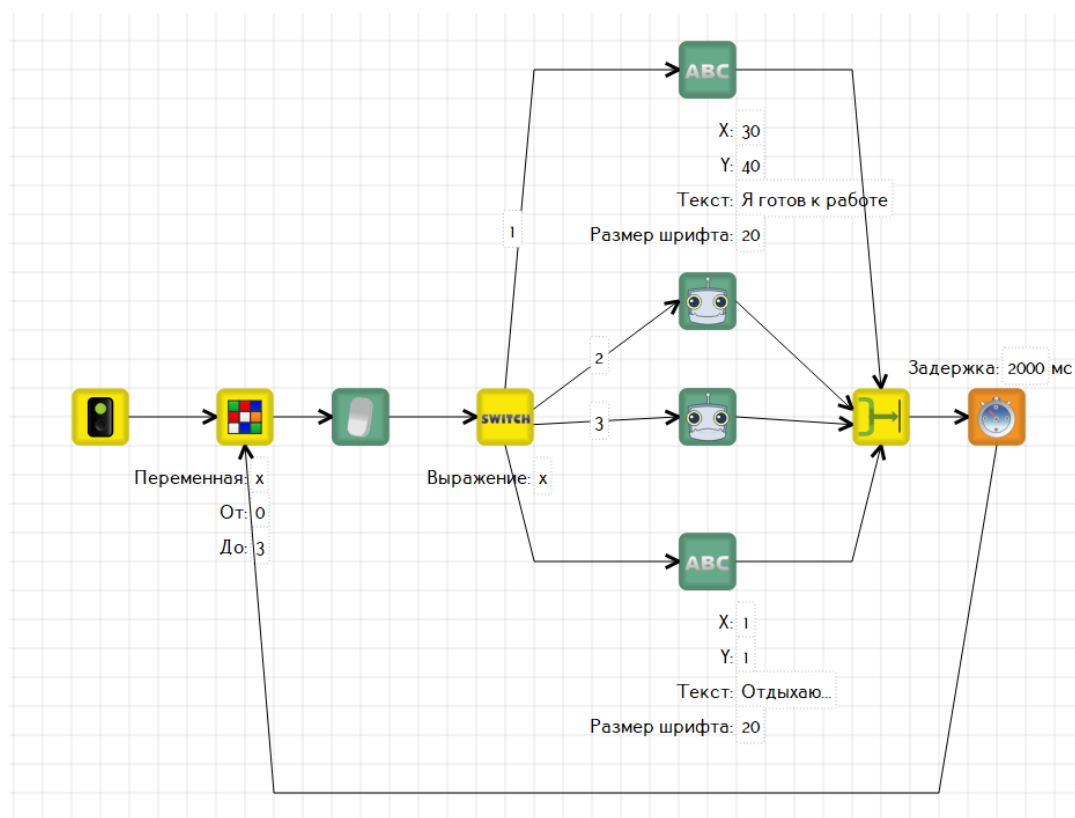 ABC
X: 30
Y: 40
Текст: Я готов к работе
1
Размер шрифта: 20
2
Задержка: 2000 мс
SWITCH
3
Переменная: x
Выражение: x
От: 0
До: 3
ABC
X: 1
Y: 1
Текст: Отдыхаю...
Размер шрифта: 20